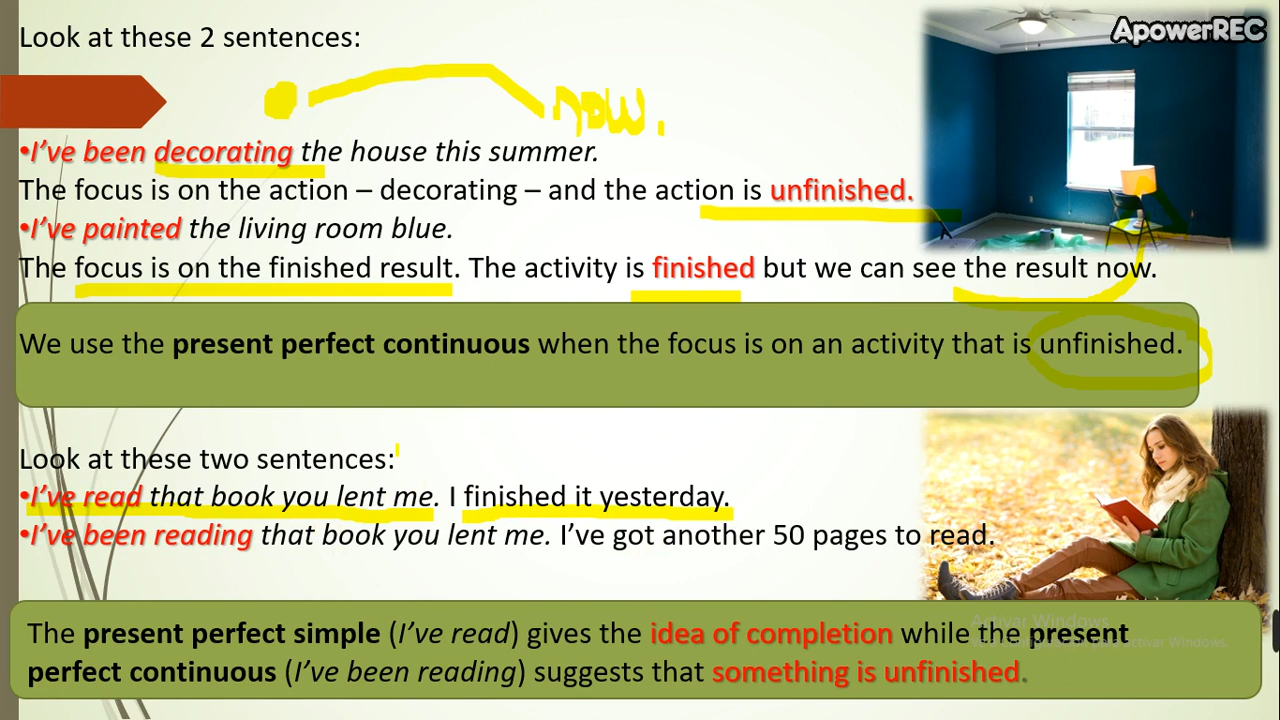 Look at these 2 sentences:
ApowerREC
now.
•I've been decorating the house this summer.
The focus is on the action – decorating – and the action is unfinished.
•I've painted the living room blue.
The focus is on the finished result. The activity is finished but we can see the result now.
We use the present perfect continuous when the focus is on an activity that is unfinished.
Look at these two sentences:
•I've read that book you lent me. I finished it yesterday.
•I've been reading that book you lent me. I've got another 50 pages to read.
Activar Windows
The present perfect simple (I've read) gives the idea of completion while the present
perfect continuous (I've been reading) suggests that something is unfinished.